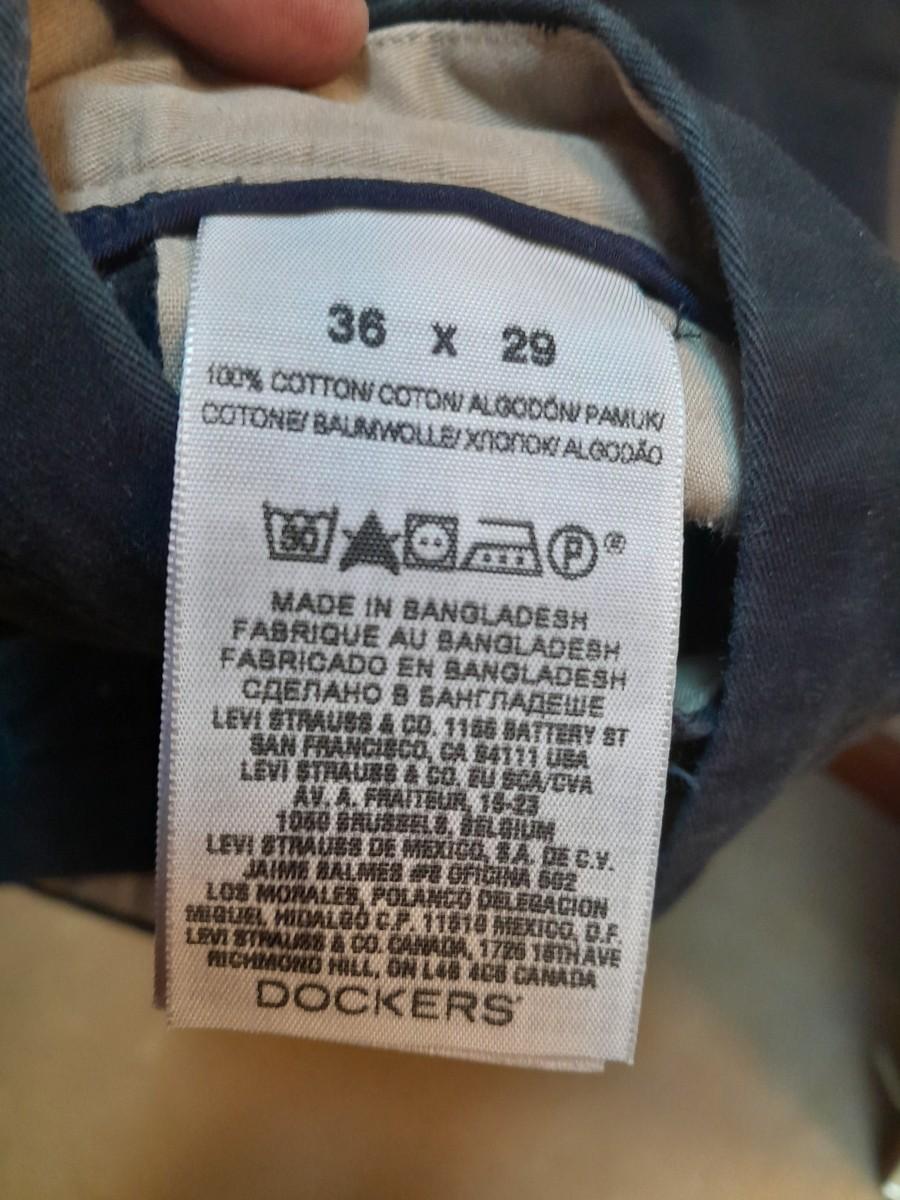 36 x 29
100% COTTON/ COTON/ ALGODÓN/ PAMUK/
COTONE/ BAUMWOLLE/ ХЛОПОК/ ALGODÃO
P ®
MADE IN BANGLADESH
FABRIQUE AU BANGLADESH
FABRICADO EN BANGLADESH
СДЕЛАНО В БАНГЛАДЕШЕ
LEVI STRAUSS & CO. 1155 BATTERY ST
SAN FRANCISCO, CA 94111 USA
LEVI STRAUSS & CO. EU SCA/CVA
AV. A. FRAITEUR, 15-23
1050 BRUSSELS, BELGIUM
LEVI STRAUSS DE MEXICO, S.A. DE C.V.
JAIME BALMES #8 OFICINA 602
LOS MORALES, POLANCO DELEGACION
MIGUEL HIDALGO C.P. 11510 MEXICO, D.F.
LEVI STRAUSS & CO. CANADA, 1725 16TH AVE
RICHMOND HILL, ON L4B 4C6 CANADA
DOCKERS